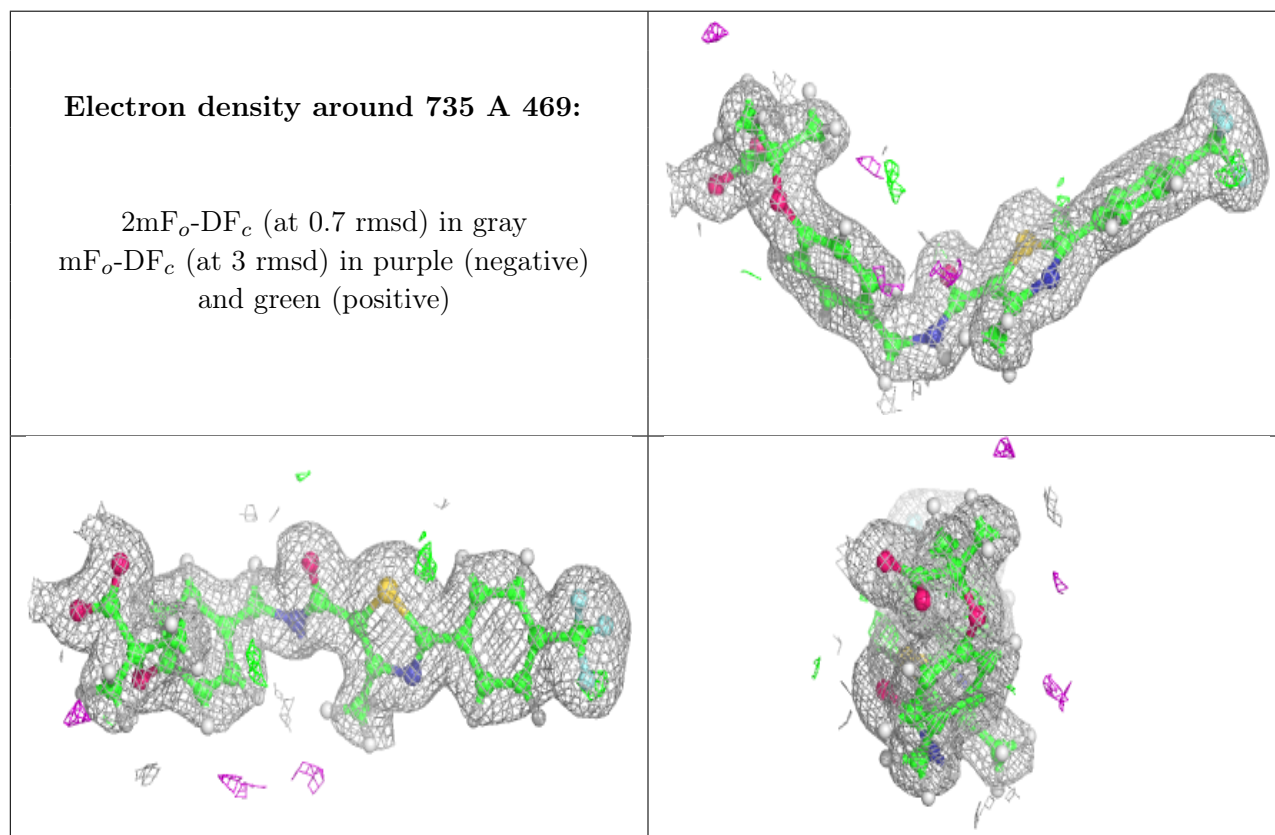 Electron density around 735 A 469:
2mFo-DFc (at 0.7 rmsd) in gray
mFo-DFc (at 3 rmsd) in purple (negative)
and green (positive)